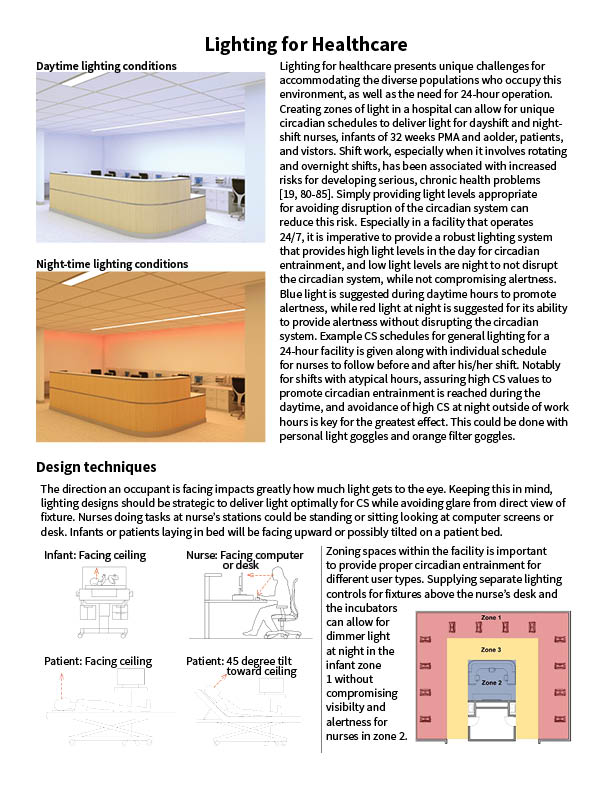 Lighting for Healthcare
Daytime lighting conditions
Night-time lighting conditions
Lighting for healthcare presents unique challenges for
accommodating the diverse populations who occupy this
environment, as well as the need for 24-hour operation.
Creating zones of light in a hospital can allow for unique
circadian schedules to deliver light for dayshift and night-
shift nurses, infants of 32 weeks PMA and aolder, patients,
and vistors. Shift work, especially when it involves rotating
and overnight shifts, has been associated with increased
risks for developing serious, chronic health problems
[19, 80-85]. Simply providing light levels appropriate
for avoiding disruption of the circadian system can
reduce this risk. Especially in a facility that operates
24/7, it is imperative to provide a robust lighting system
that provides high light levels in the day for circadian
entrainment, and low light levels are night to not disrupt
the circadian system, while not compromising alertness.
Blue light is suggested during daytime hours to promote
alertness, while red light at night is suggested for its ability
to provide alertness without disrupting the circadian
system. Example CS schedules for general lighting for a
24-hour facility is given along with individual schedule
for nurses to follow before and after his/her shift. Notably
for shifts with atypical hours, assuring high CS values to
promote circadian entrainment is reached during the
daytime, and avoidance of high CS at night outside of work
hours is key for the greatest effect. This could be done with
personal light goggles and orange filter goggles.
Design techniques
The direction an occupant is facing impacts greatly how much light gets to the eye. Keeping this in mind,
lighting designs should be strategic to deliver light optimally for CS while avoiding glare from direct view of
fixture. Nurses doing tasks at nurse's stations could be standing or sitting looking at computer screens or
desk. Infants or patients laying in bed will be facing upward or possibly tilted on a patient bed.
Infant: Facing ceiling
Nurse: Facing computer
or desk
Patient: Facing ceiling
Patient: 45 degree tilt
toward ceiling
Zoning spaces within the facility is important
to provide proper circadian entrainment for
different user types. Supplying separate lighting
controls for fixtures above the nurse's desk and
the incubators
can allow for
dimmer light
at night in the
infant zone
1 without
compromising
visibilty and
alertness for
nurses in zone 2.
Zone 1
Zone 3
Zone 2